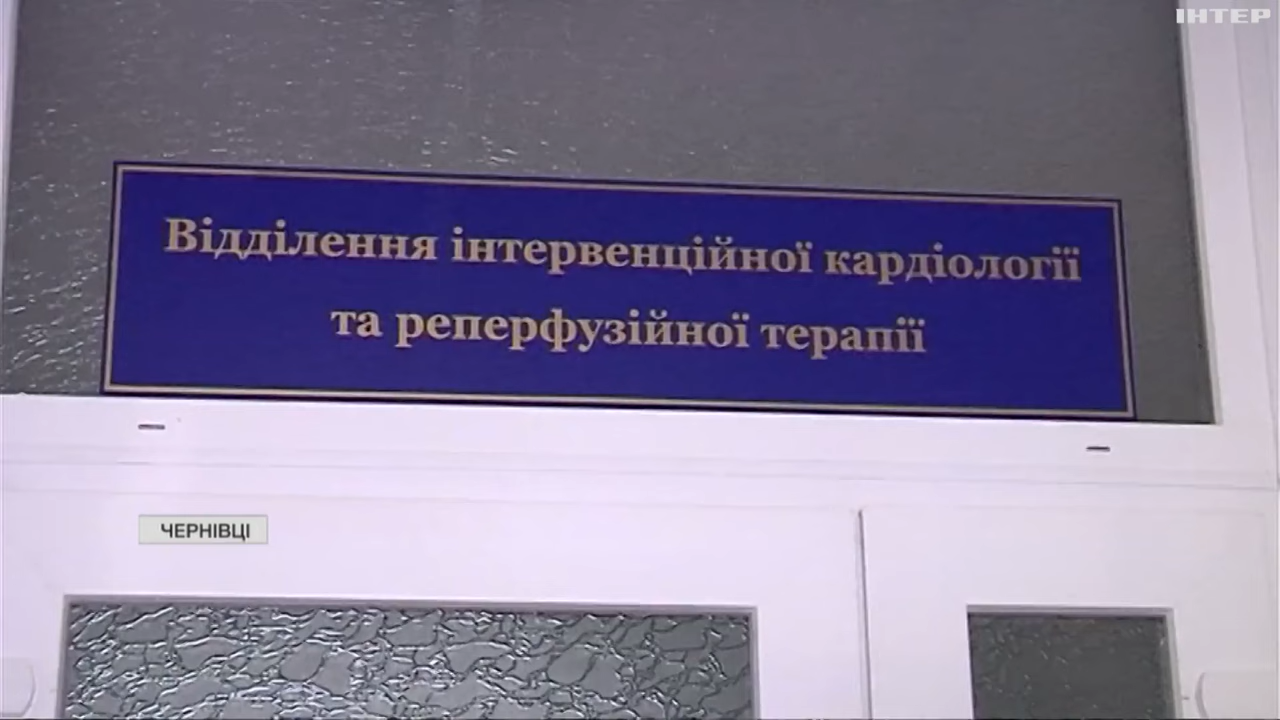 ІНТЕР
Відділення інтервенційної кардіології
та реперфузійної терапії
ЧЕРНІВЦІ